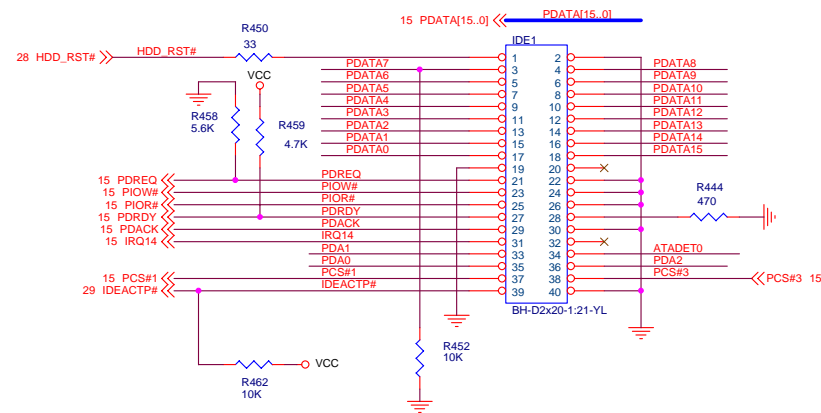 15 PDATA[15..0] PDATA[15..0]
R450
33
28 HDD_RST# HDD_RST#
IDE1
VCC
R458
5.6K
R459
4.7K
1 2
PDATA7 3 4 PDATA8
PDATA6 5 6 PDATA9
PDATA5 7 8 PDATA10
PDATA4 9 10 PDATA11
PDATA3 11 12 PDATA12
PDATA2 13 14 PDATA13
PDATA1 15 16 PDATA14
PDATA0 17 18 PDATA15
19 20
15 PDREQ PDREQ 21 22
15 PIOW# PIOW# 23 24
15 PIOR# PIOR# 25 26
15 PDRDY PDRDY 27 28
R444
470
15 PDACK PDACK 29 30
15 IRQ14 IRQ14 31 32
PDA1 33 34 ATADET0
PDA0 35 36 PDA2
15 PCS#1 PCS#1 37 38 PCS#3 PCS#3 15
29 IDEACTP# IDEACTP# 39 40
BH-D2x20-1:21-YL
R452
10K
VCC
R462
10K